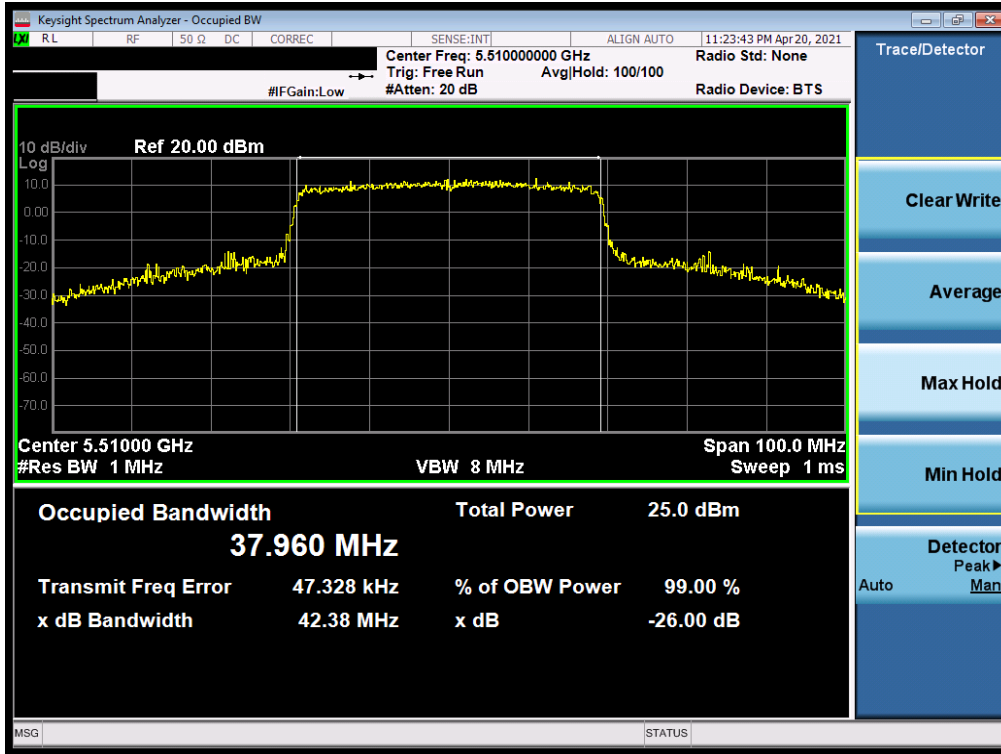 Keysight Spectrum Analyzer - Occupied BW
LXI RL RF 50 Ω DC CORREC SENSE:INT ALIGN AUTO 11:23:43 PM Apr 20, 2021
Center Freq: 5.510000000 GHz Radio Std: None
Trig: Free Run Avg|Hold: 100/100
#IFGain:Low #Atten: 20 dB Radio Device: BTS
10 dB/div Ref 20.00 dBm
Log
10.0
0.00
-10.0
-20.0
-30.0
-40.0
-50.0
-60.0
-70.0
Center 5.51000 GHz Span 100.0 MHz
#Res BW 1 MHz VBW 8 MHz Sweep 1 ms
Occupied Bandwidth Total Power 25.0 dBm
37.960 MHz
Transmit Freq Error 47.328 kHz % of OBW Power 99.00 %
x dB Bandwidth 42.38 MHz x dB -26.00 dB
MSG STATUS
Trace/Detector
Clear Write
Average
Max Hold
Min Hold
Detector
Peak▶
Auto Man